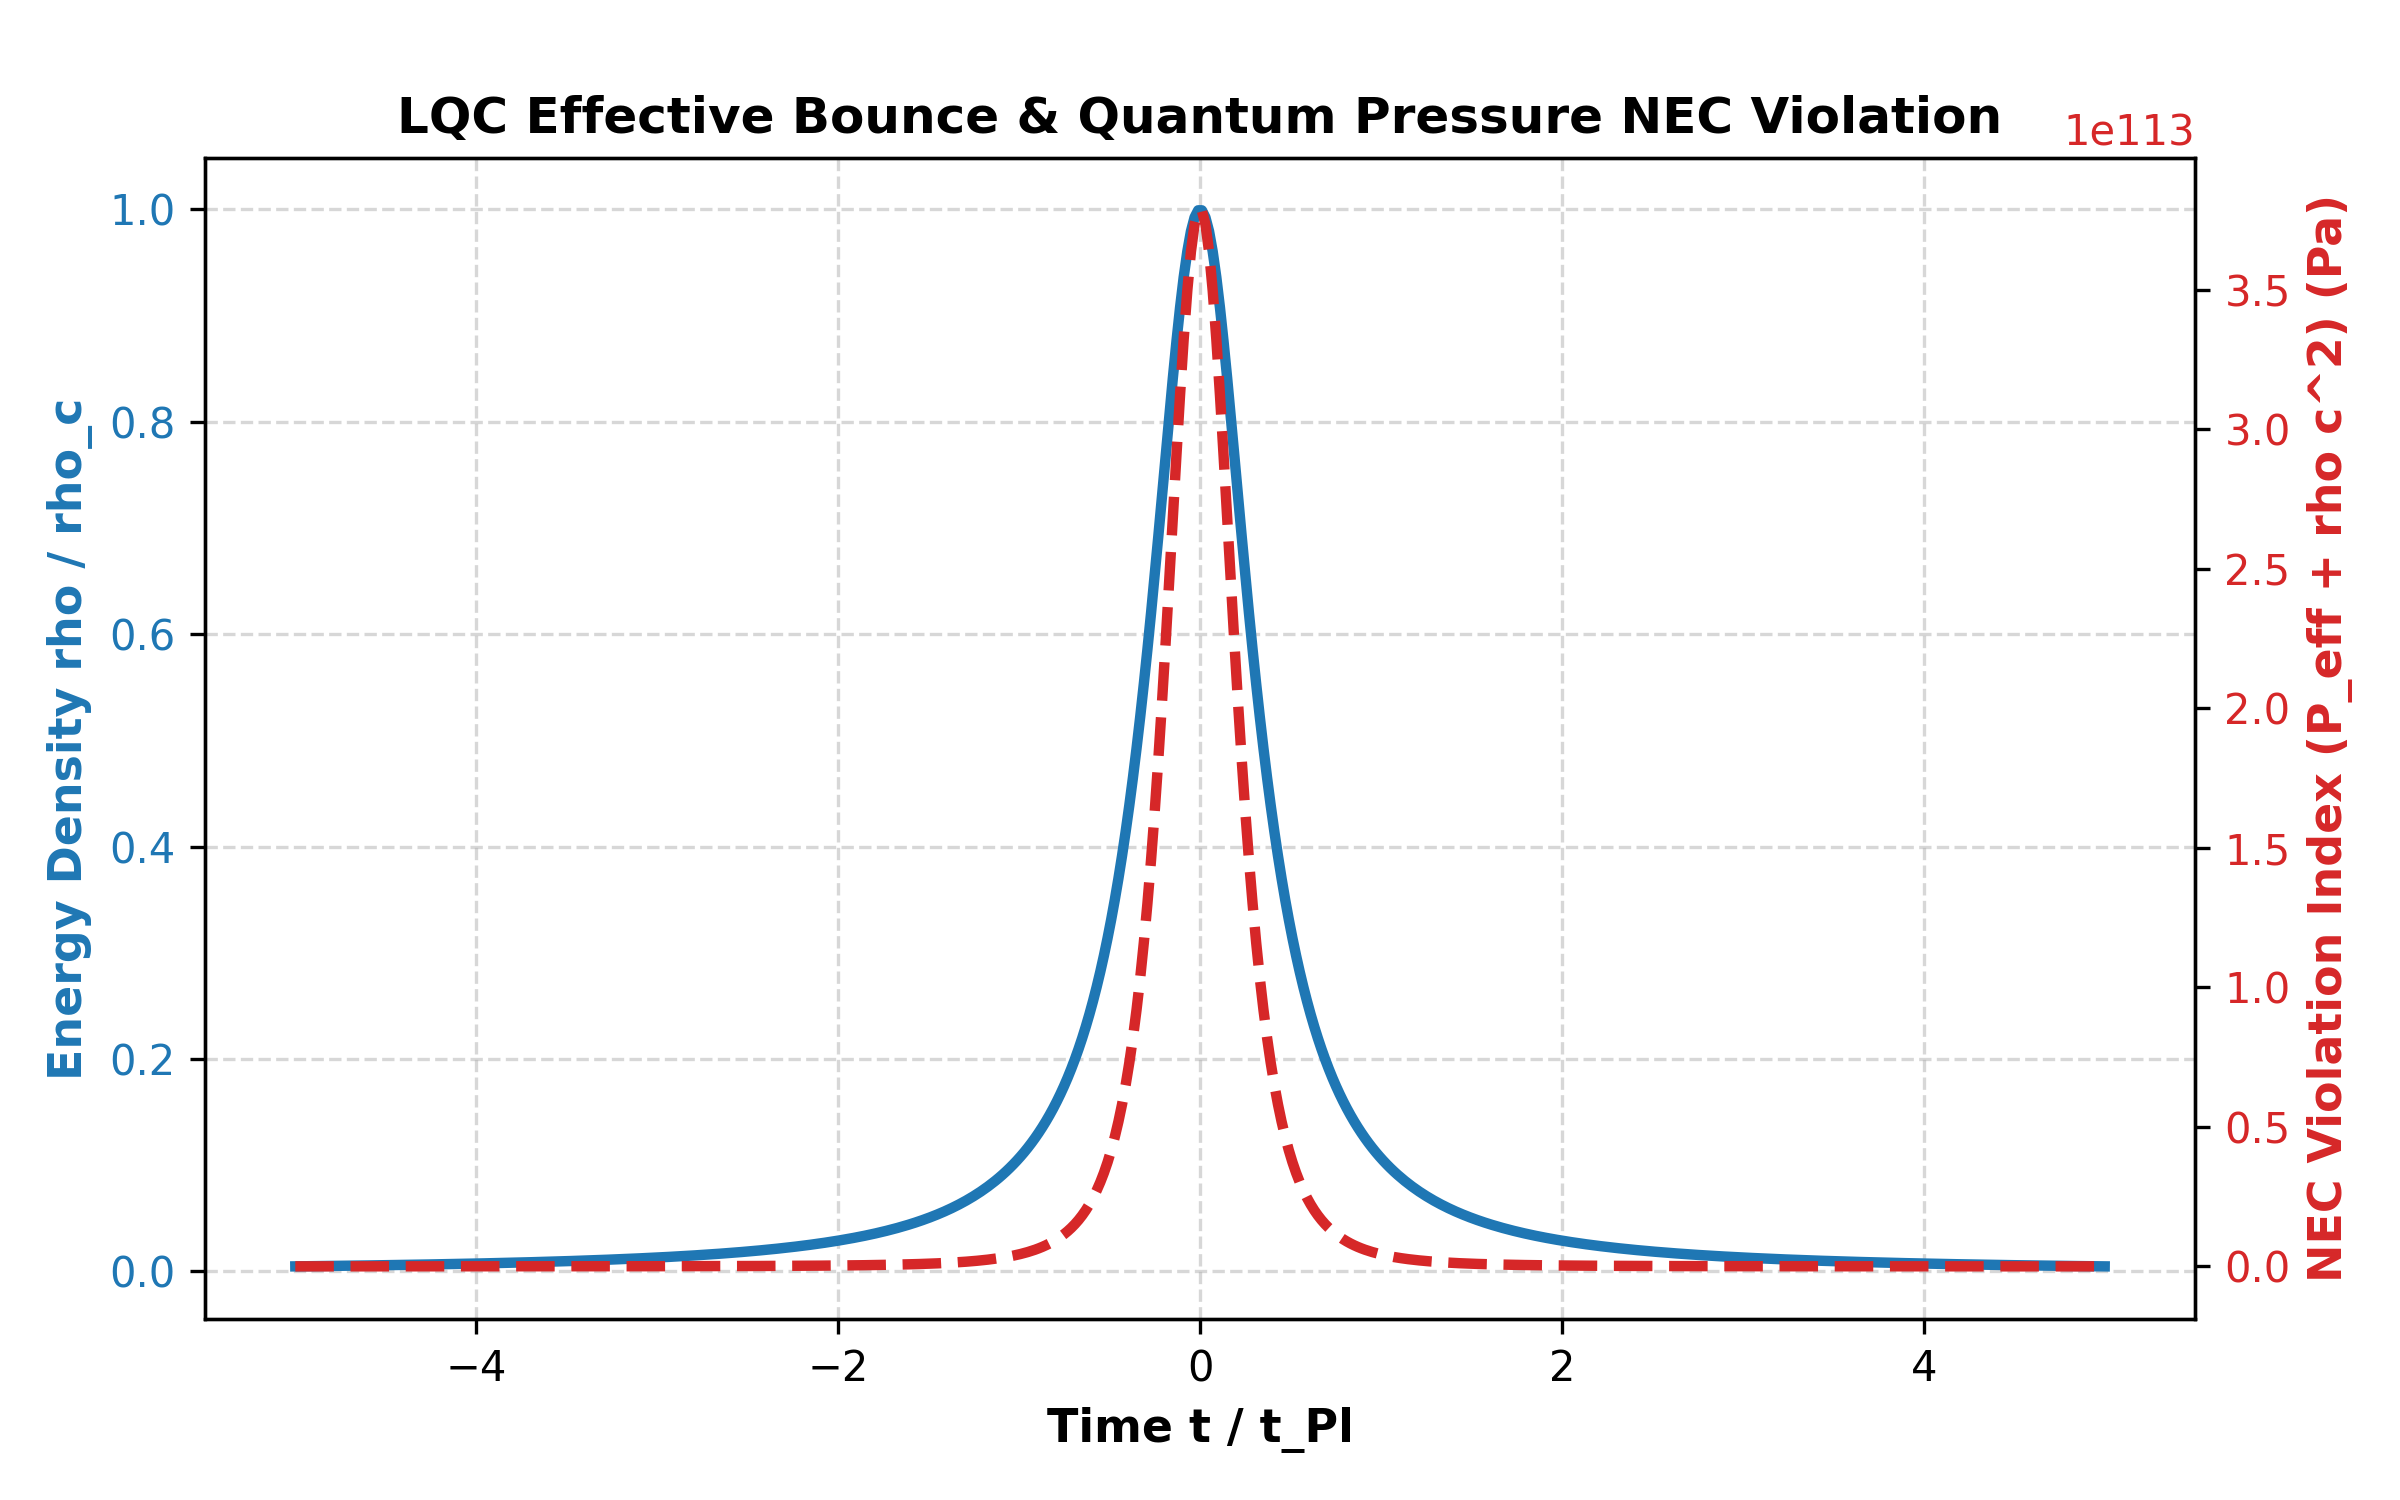 LQC Effective Bounce & Quantum Pressure NEC Violation
1e113
Energy Density rho / rho_c
1.0
0.8
0.6
0.4
0.2
0.0
3.5
3.0
2.5
2.0
1.5
1.0
0.5
0.0
NEC Violation Index (P_eff + rho c^2) (Pa)
−4 −2 0 2 4
Time t / t_Pl